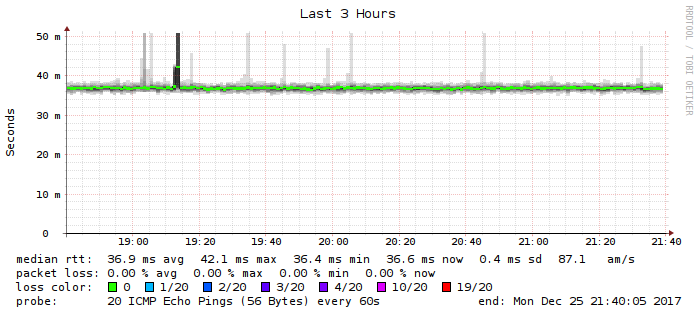 Last 3 Hours
RRDTOOL / TOBI OETIKER
Seconds
50 m
40 m
30 m
20 m
10 m
0
19:00 19:20 19:40 20:00 20:20 20:40 21:00 21:20 21:40
median rtt: 36.9 ms avg 42.1 ms max 36.4 ms min 36.6 ms now 0.4 ms sd 87.1 am/s
packet loss: 0.00 % avg 0.00 % max 0.00 % min 0.00 % now
loss color: 0 1/20 2/20 3/20 4/20 10/20 19/20
probe: 20 ICMP Echo Pings (56 Bytes) every 60s end: Mon Dec 25 21:40:05 2017